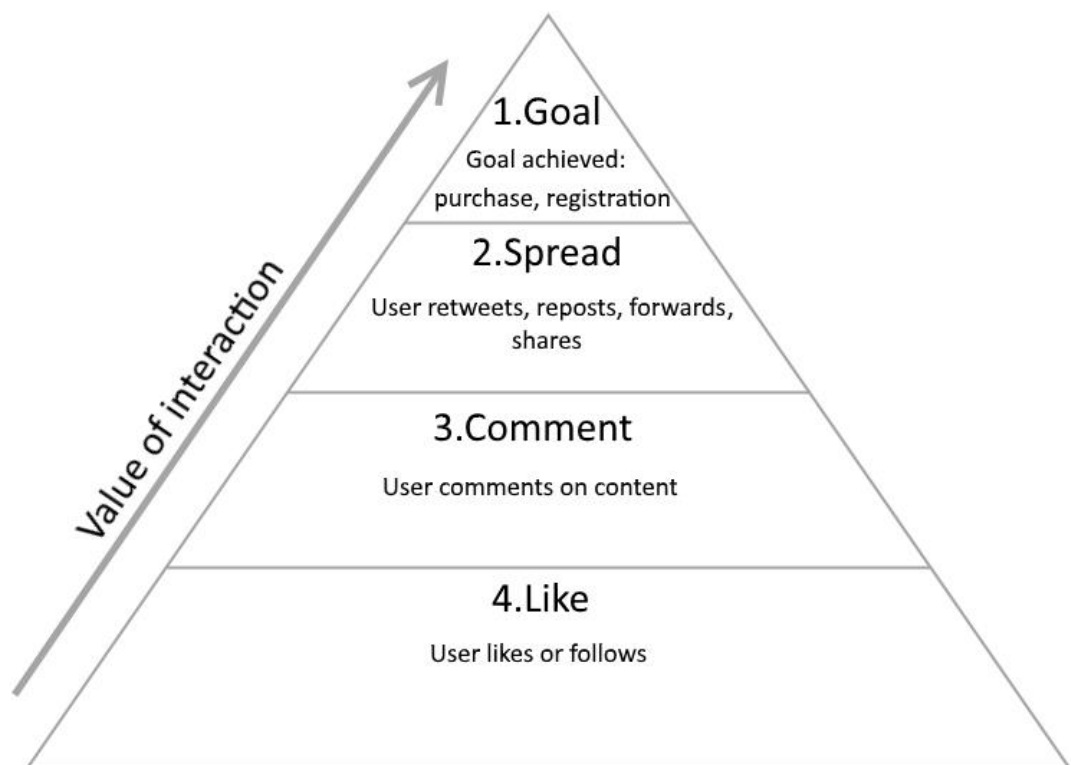 Value of interaction
1.Goal
Goal achieved:
purchase, registration
2.Spread
User retweets, reposts, forwards,
shares
3.Comment
User comments on content
4.Like
User likes or follows